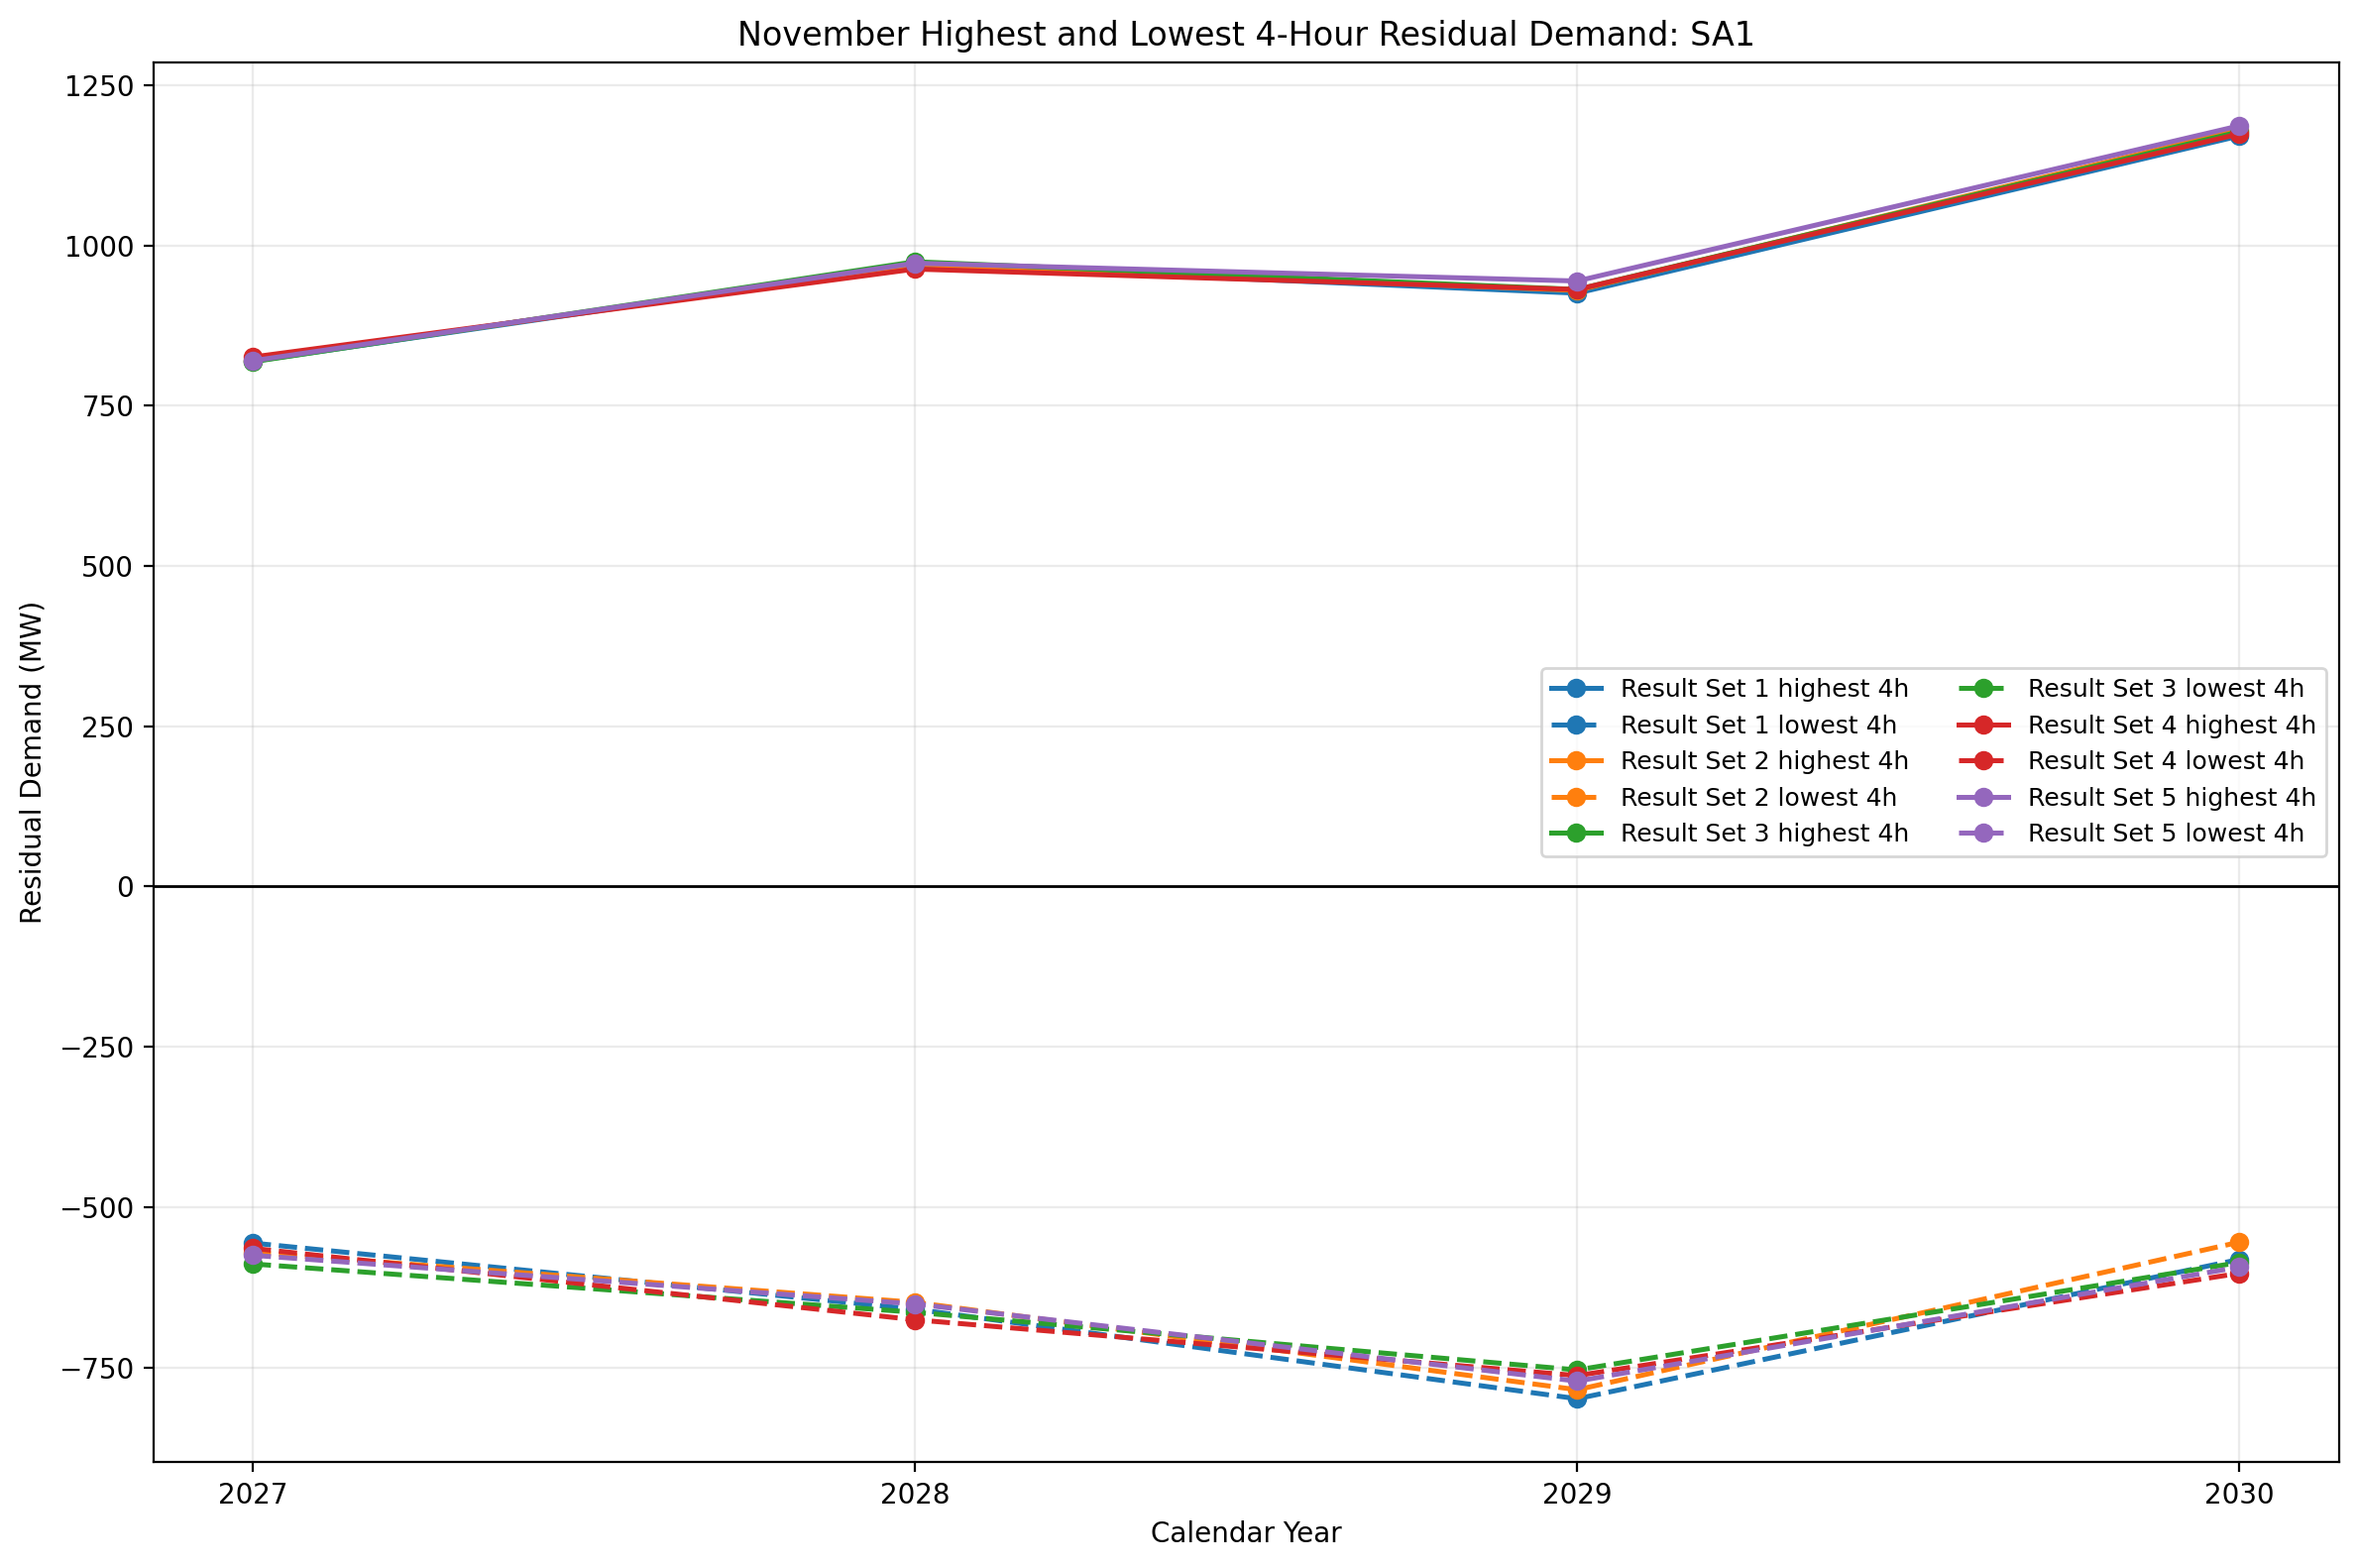 November Highest and Lowest 4-Hour Residual Demand: SA1
1250
1000
750
500
250
0
−250
−500
−750
Residual Demand (MW)
Result Set 1 highest 4h
Result Set 1 lowest 4h
Result Set 2 highest 4h
Result Set 2 lowest 4h
Result Set 3 highest 4h
Result Set 3 lowest 4h
Result Set 4 highest 4h
Result Set 4 lowest 4h
Result Set 5 highest 4h
Result Set 5 lowest 4h
2027 2028 2029 2030
Calendar Year